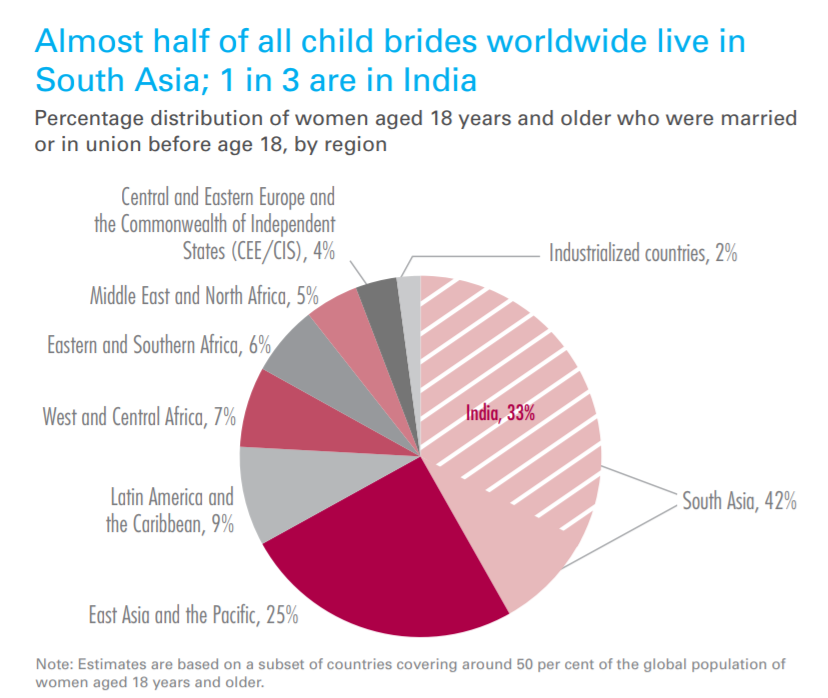 Almost half of all child brides worldwide live in
South Asia; 1 in 3 are in India
Percentage distribution of women aged 18 years and older who were married
or in union before age 18, by region
Central and Eastern Europe and
the Commonwealth of Independent
States (CEE/CIS), 4%
Industrialized countries, 2%
Middle East and North Africa, 5%
Eastern and Southern Africa, 6%
West and Central Africa, 7%
India, 33%
Latin America and
the Caribbean, 9%
South Asia, 42%
East Asia and the Pacific, 25%
Note: Estimates are based on a subset of countries covering around 50 per cent of the global population of
women aged 18 years and older.